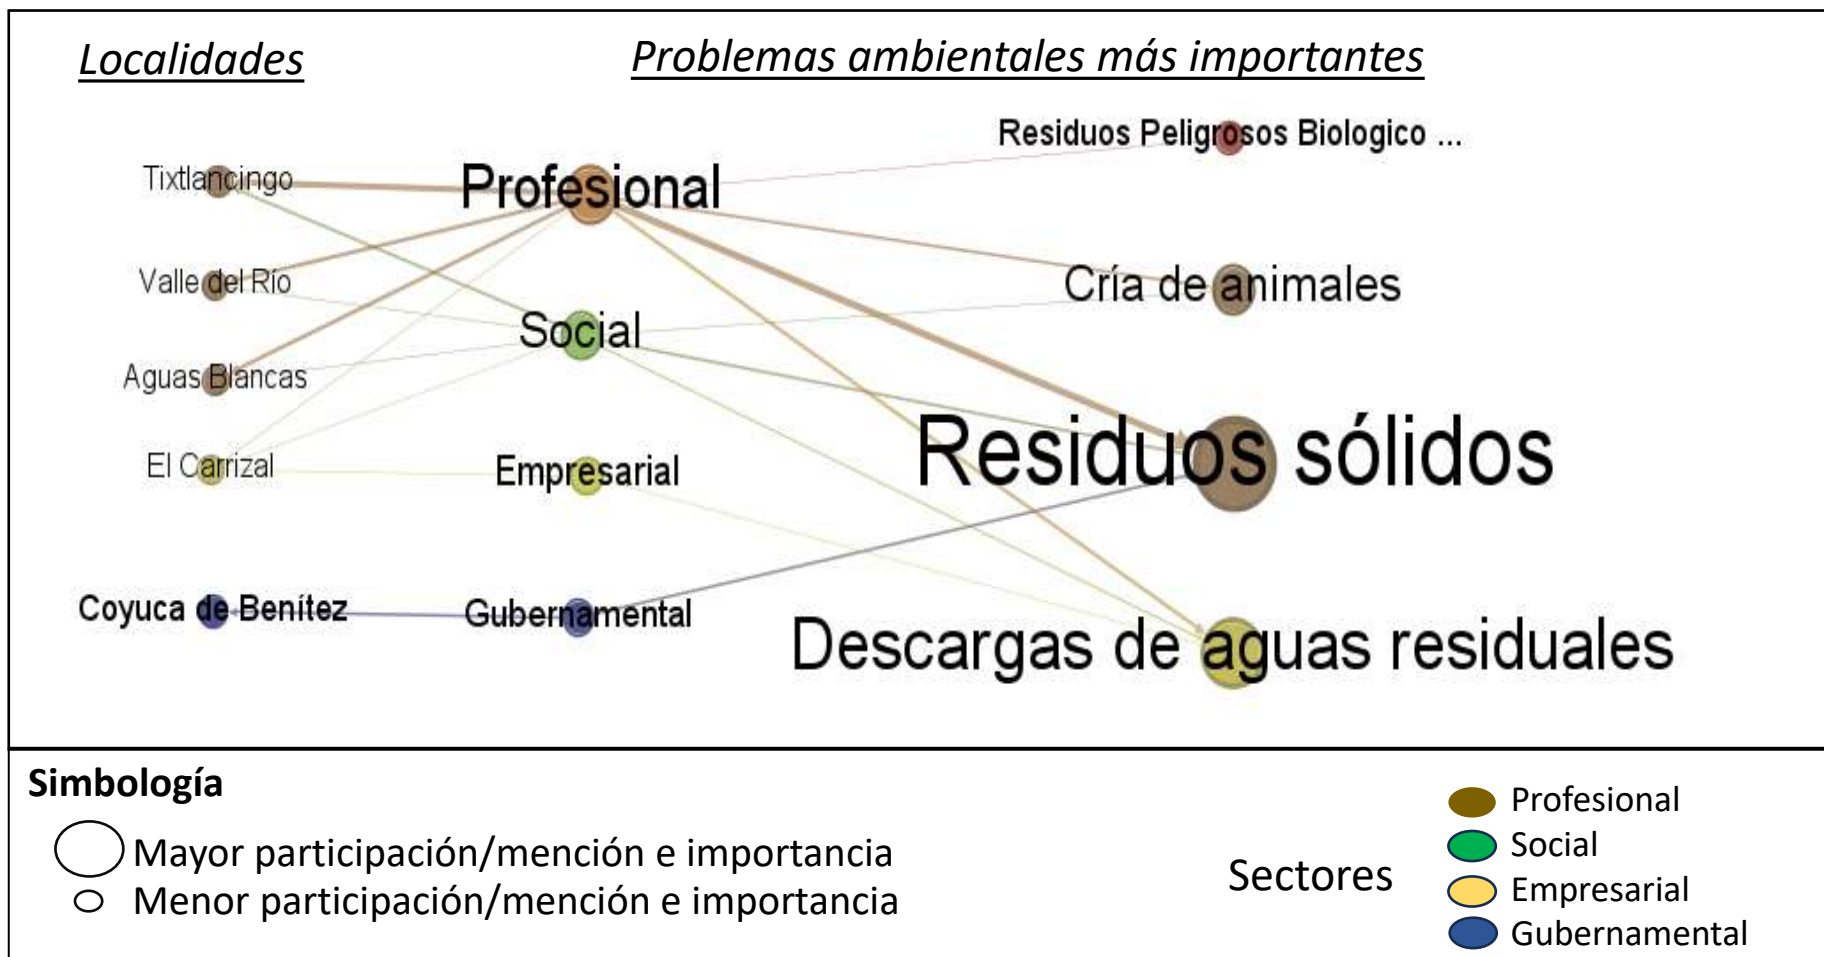 Localidades
Problemas ambientales más importantes
Residuos Peligrosos Biologico ...
Tixtlancingo
Profesional
Valle del Río
Cría de animales
Social
Aguas Blancas
Residuos sólidos
El Carrizal
Empresarial
Coyuca de Benítez
Gubernamental
Descargas de aguas residuales
Simbología
Mayor participación/mención e importancia
Menor participación/mención e importancia
Sectores
Profesional
Social
Empresarial
Gubernamental